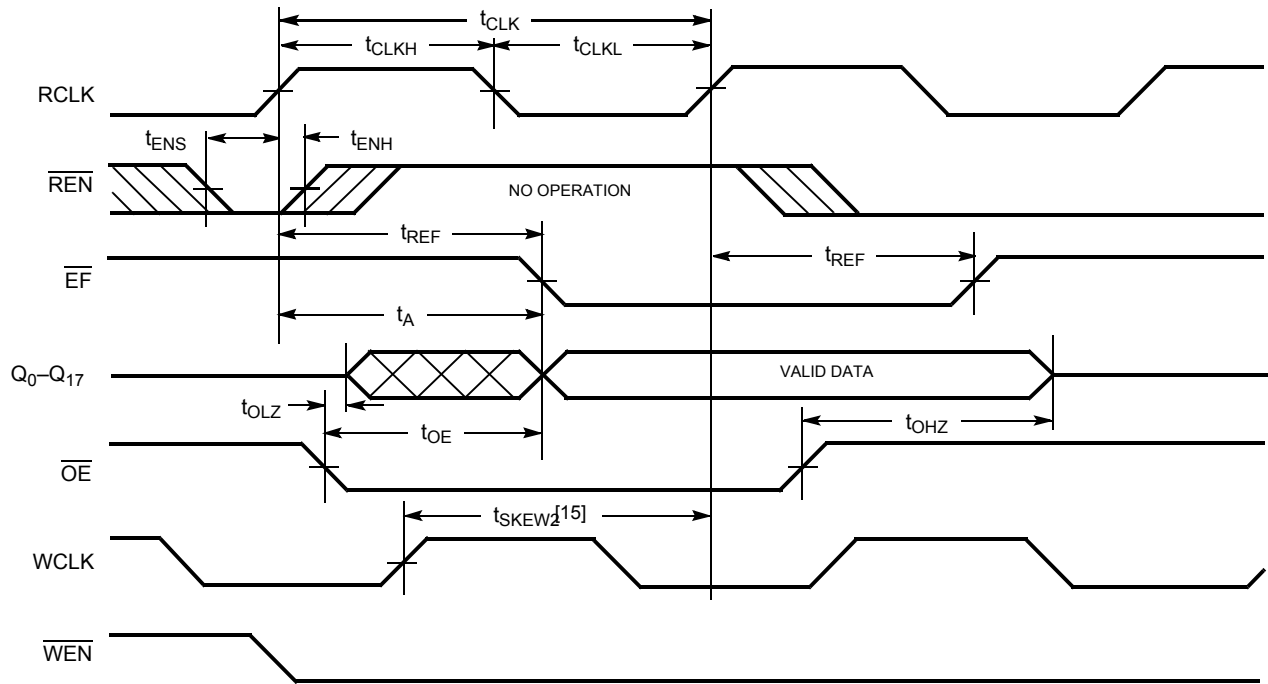 tCLK
tCLKH
tCLKL
RCLK
tENS
tENH
REN
NO OPERATION
tREF
tREF
EF
tA
Q0–Q17
VALID DATA
tOLZ
tOE
tOHZ
OE
tSKEW2[15]
WCLK
WEN